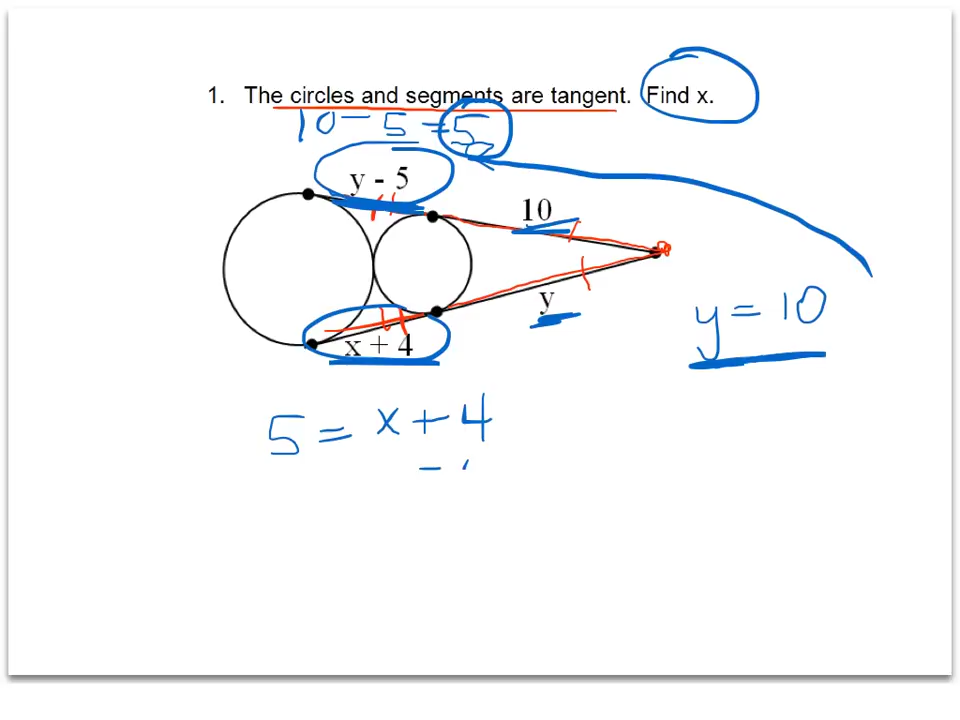 1. The circles and segments are tangent. Find x.
10 - 5 = 5
y - 5
10
y
y = 10
x + 4
5 = x + 4
-